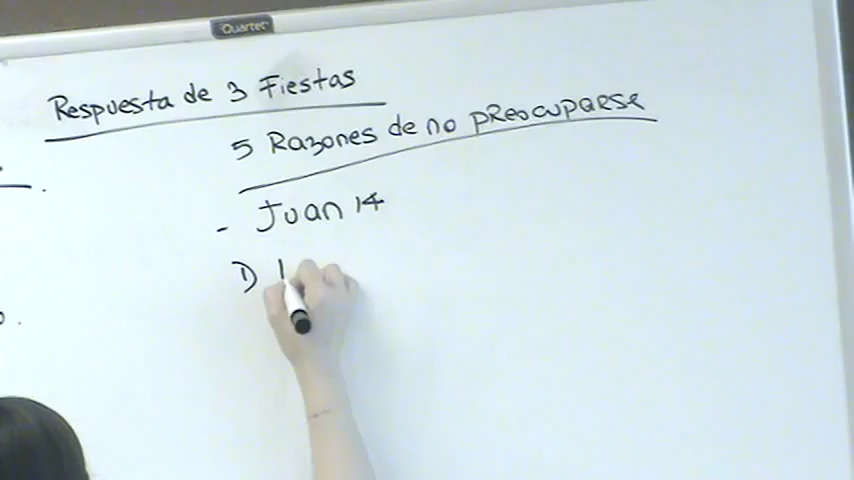 Quartet
Respuesta de 3 Fiestas
5 Razones de no preocuparse
- Juan 14
1)